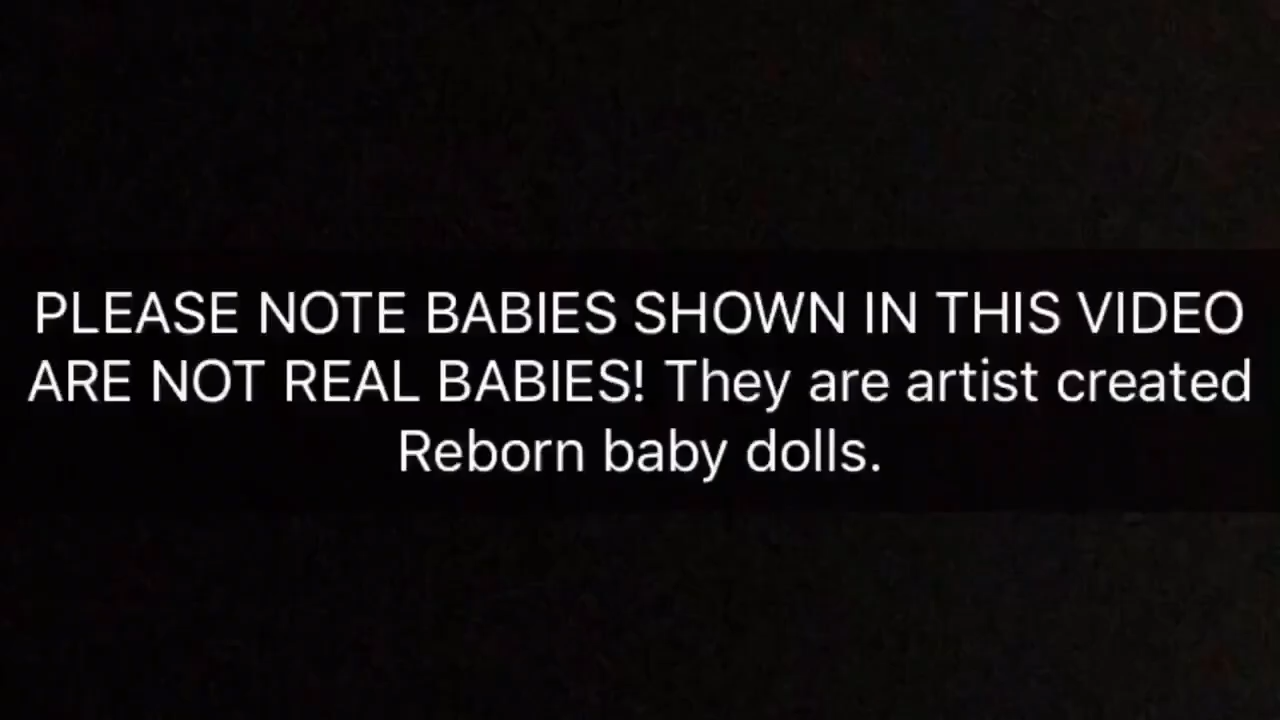 PLEASE NOTE BABIES SHOWN IN THIS VIDEO
ARE NOT REAL BABIES! They are artist created
Reborn baby dolls.